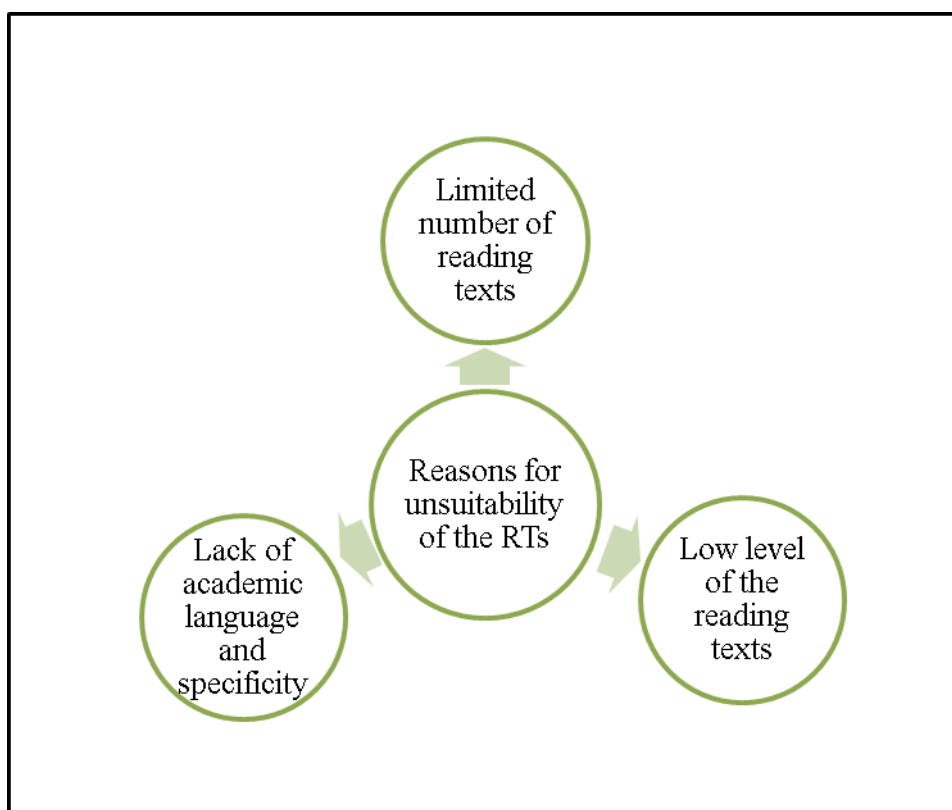 Limited
number of
reading
texts
Reasons for
unsuitability
of the RTs
Lack of
academic
language
and
specificity
Low level
of the
reading
texts